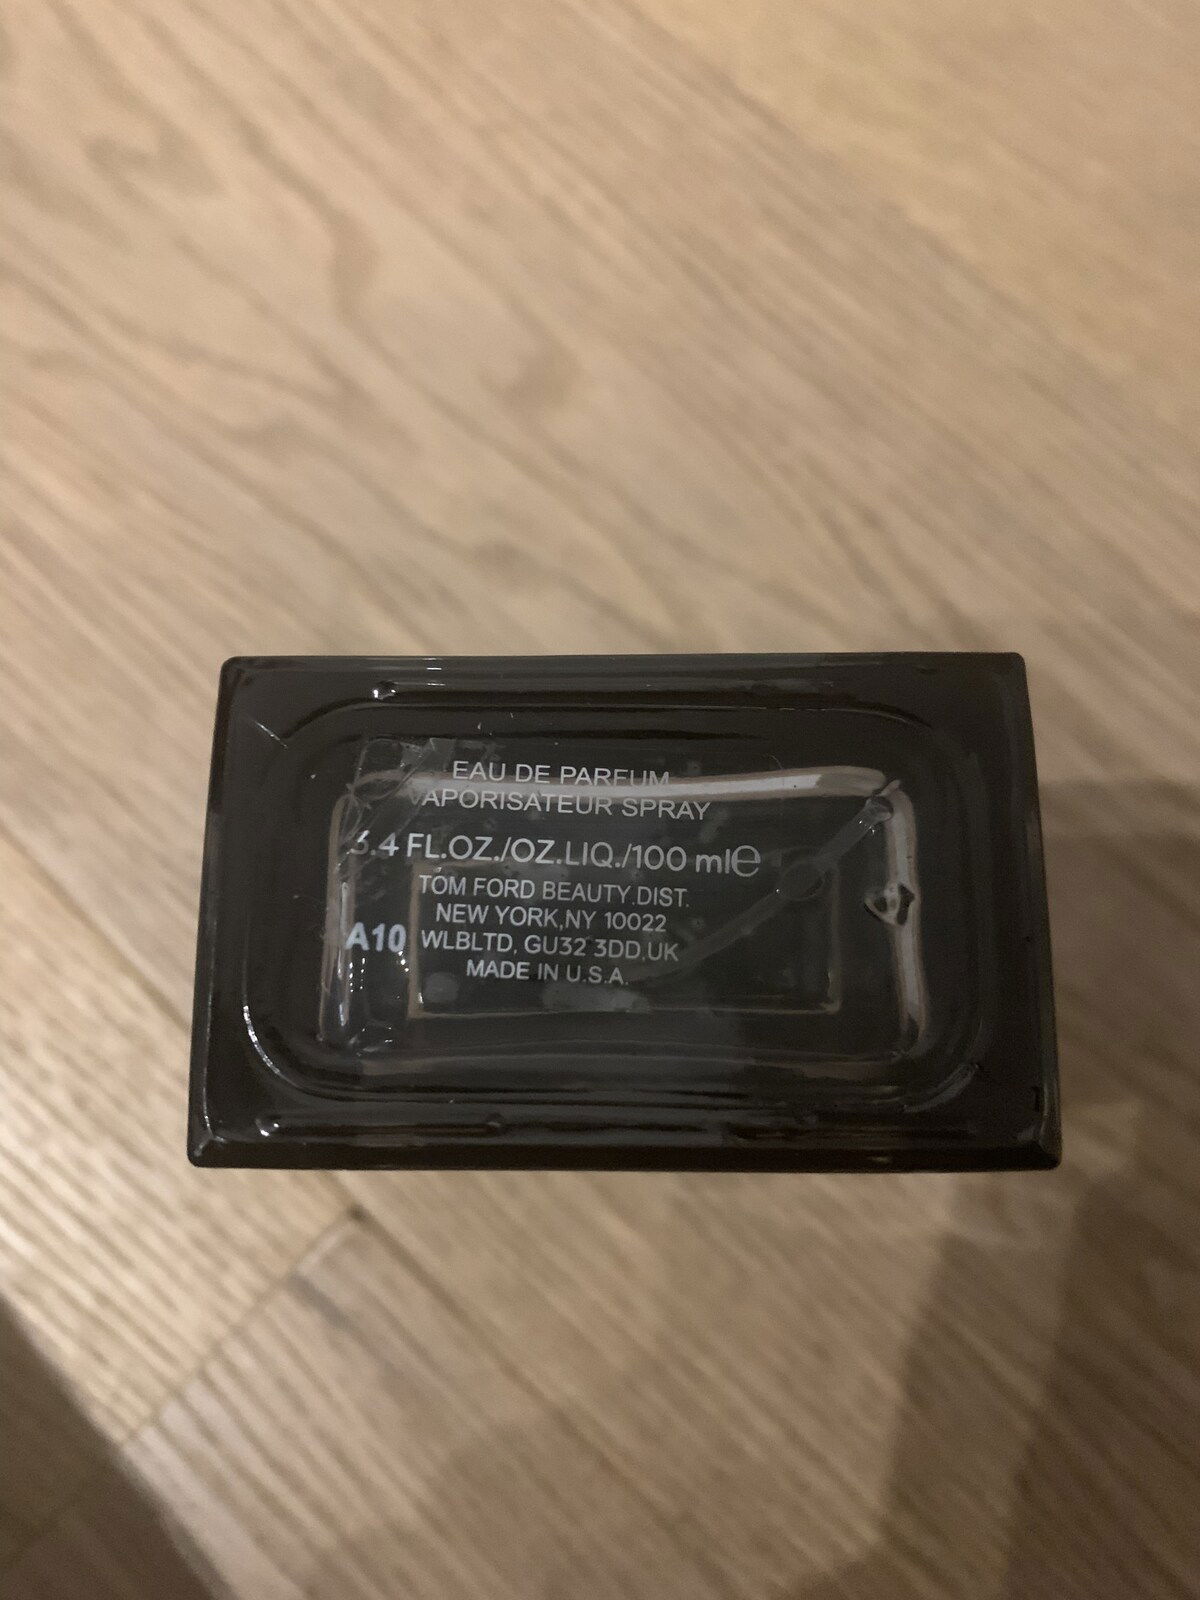 EAU DE PARFUM
VAPORISATEUR SPRAY
3.4 FL.OZ./OZ.LIQ./100 ml℮
TOM FORD BEAUTY.DIST.
NEW YORK,NY 10022
A10 WLBLTD, GU32 3DD,UK
MADE IN U.S.A.